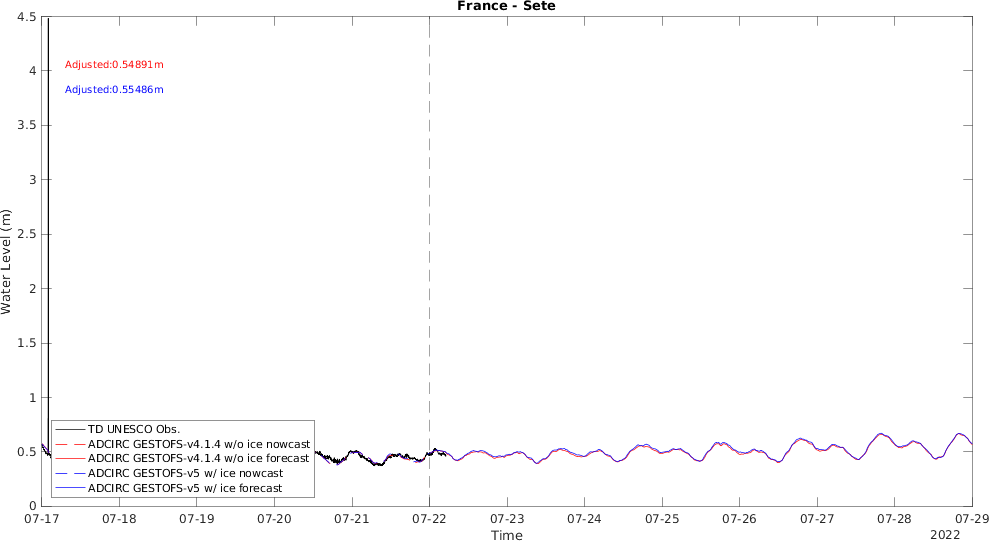 France - Sete
4.5
4
3.5
3
2.5
2
1.5
1
0.5
0
Water Level (m)
Adjusted:0.54891m
Adjusted:0.55486m
TD UNESCO Obs.
ADCIRC GESTOFS-v4.1.4 w/o ice nowcast
ADCIRC GESTOFS-v4.1.4 w/o ice forecast
ADCIRC GESTOFS-v5 w/ ice nowcast
ADCIRC GESTOFS-v5 w/ ice forecast
07-17 07-18 07-19 07-20 07-21 07-22 07-23 07-24 07-25 07-26 07-27 07-28 07-29
Time
2022